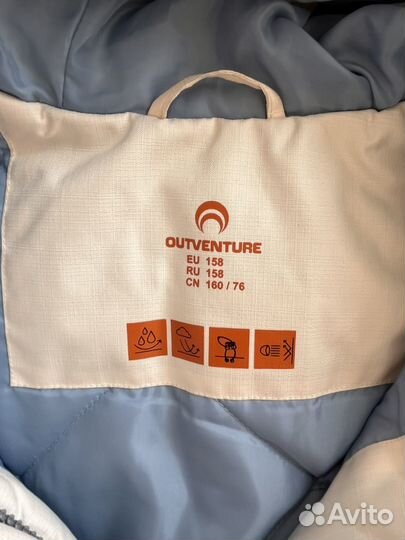 OUTVENTURE
EU 158
RU 158
CN 160 / 76
Avito